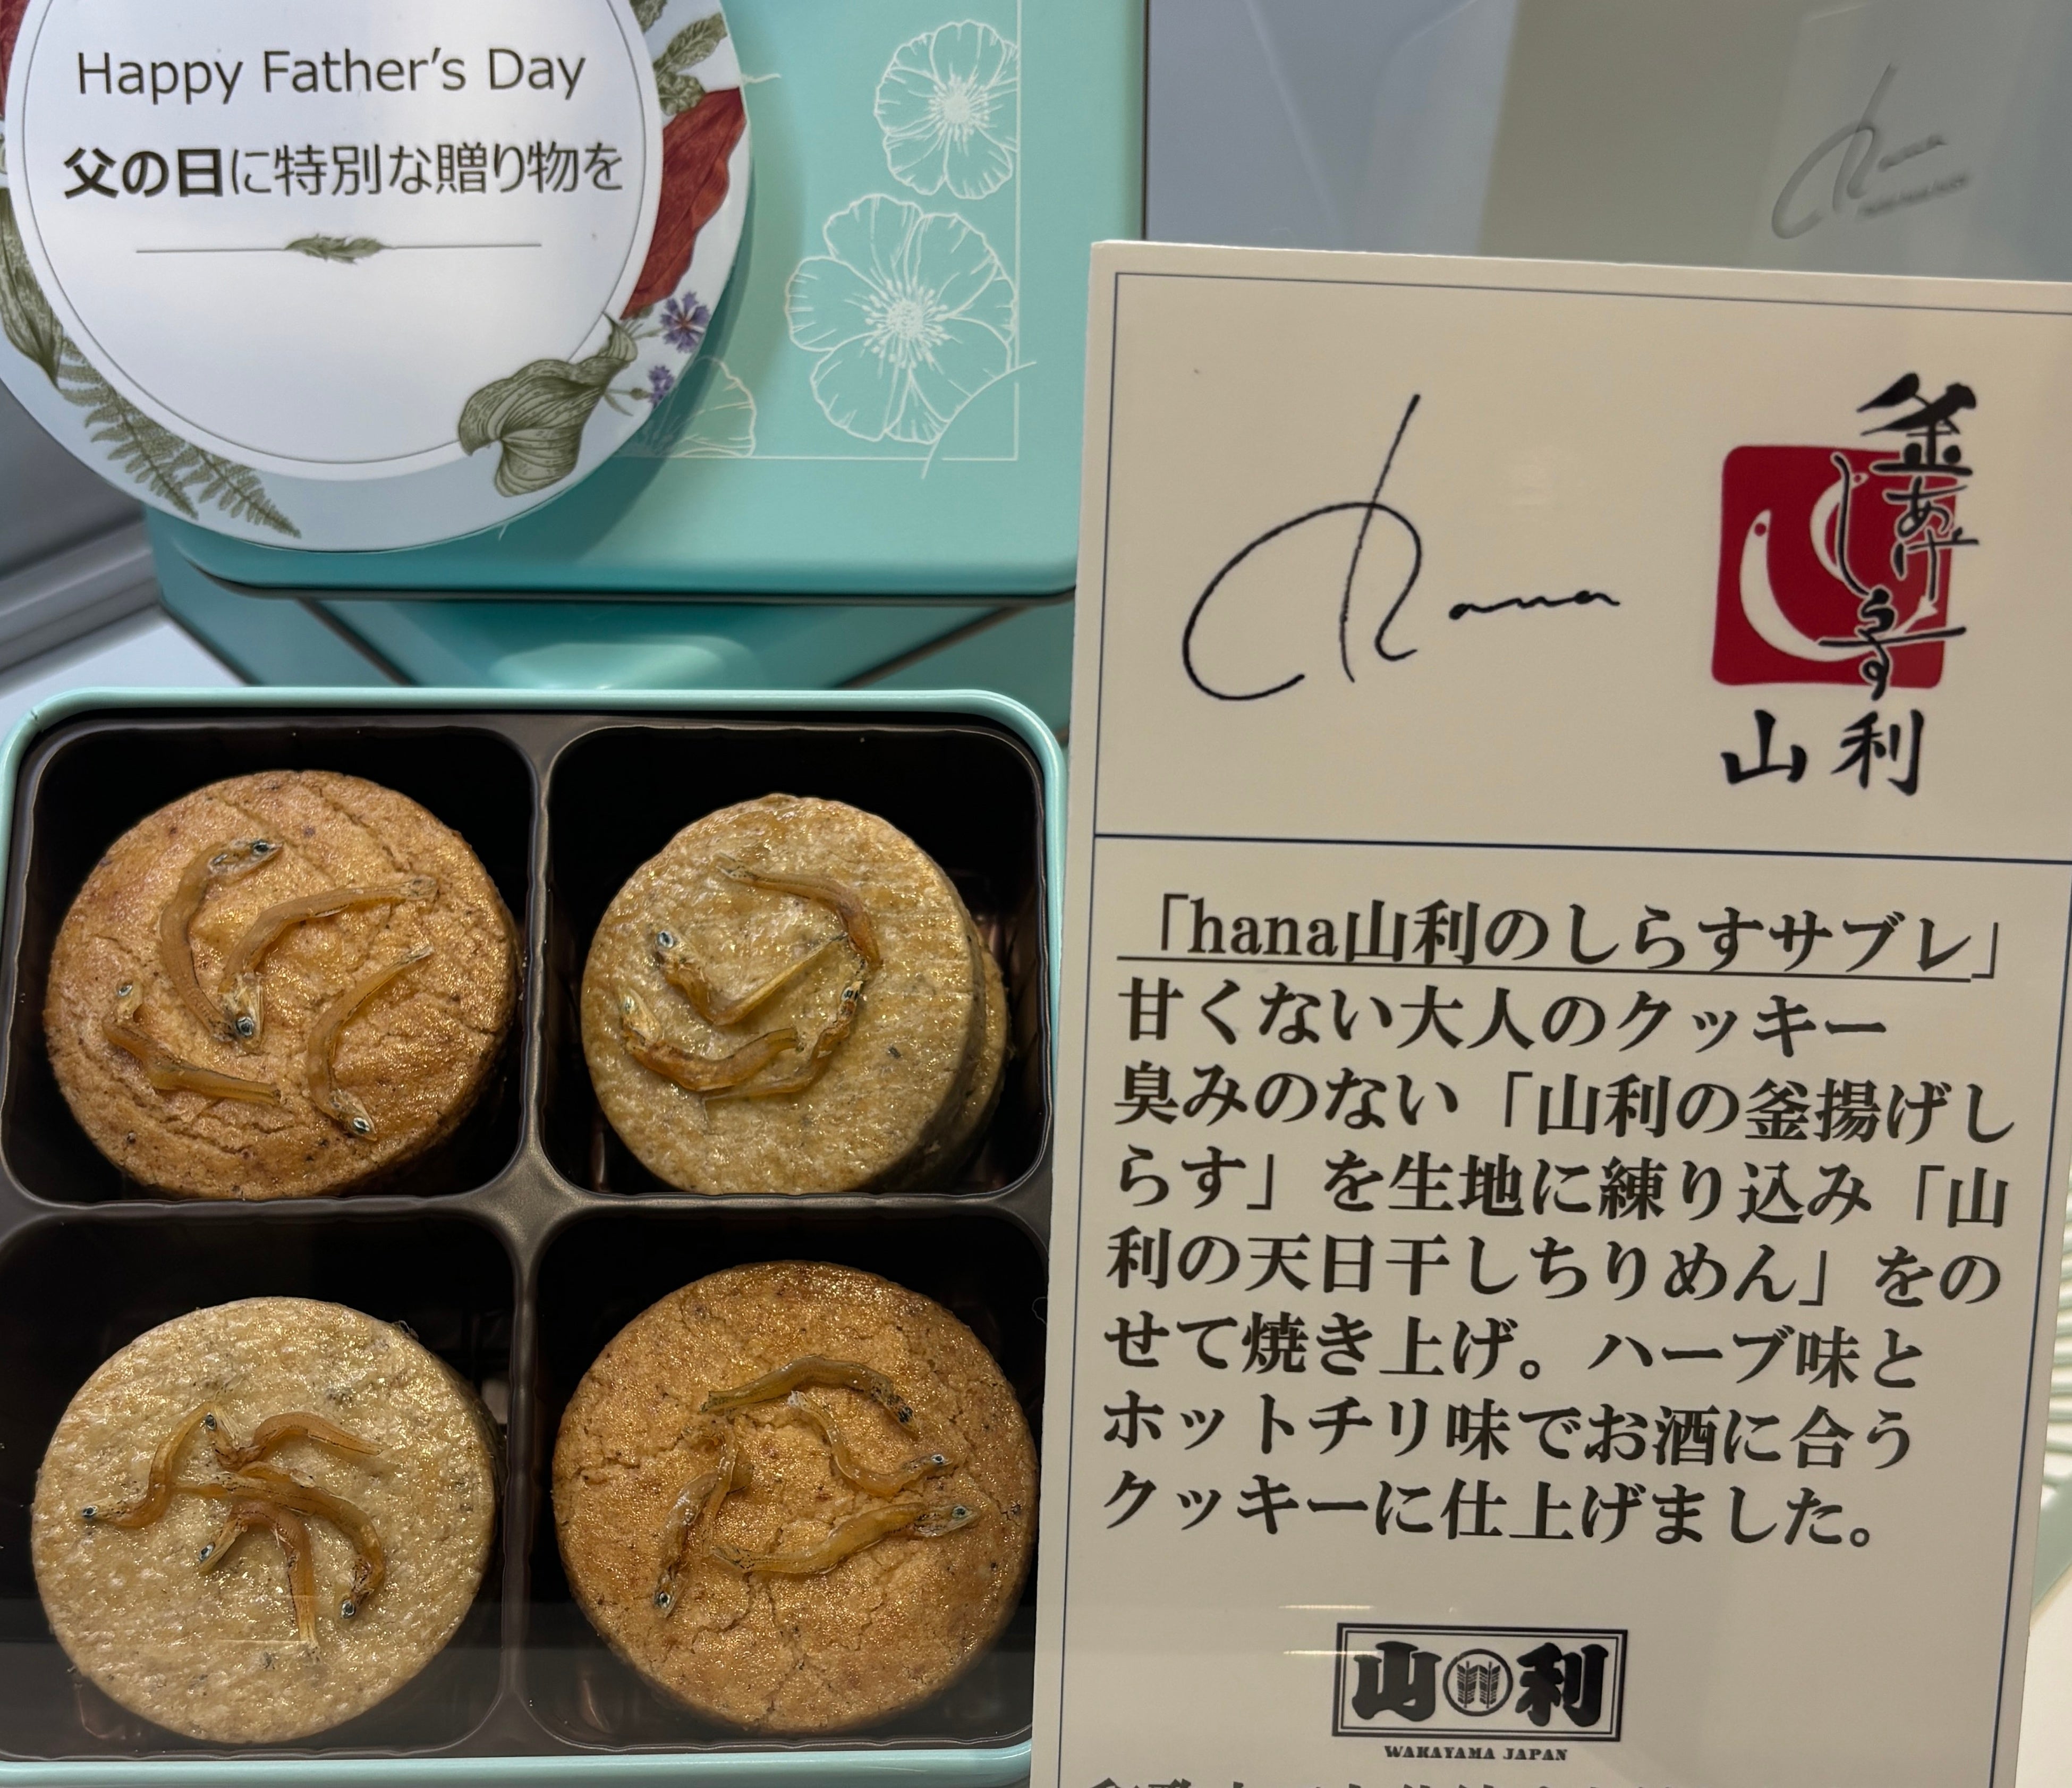 Happy Father's Day
父の日に特別な贈り物を
hana
釜あげしらす
山利
「hana山利のしらすサブレ」
甘くない大人のクッキー
臭みのない「山利の釜揚げし
らす」を生地に練り込み「山
利の天日干しちりめん」をの
せて焼き上げ。ハーブ味と
ホットチリ味でお酒に合う
クッキーに仕上げました。
山利
WAKAYAMA JAPAN